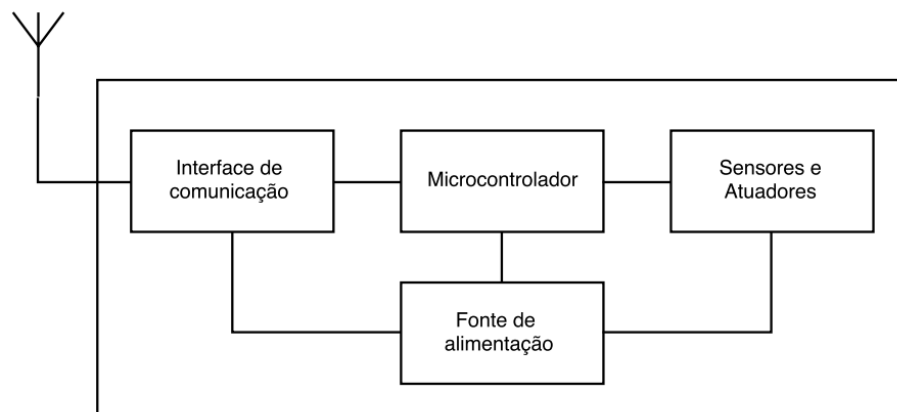 Interface de
comunicação
Microcontrolador
Sensores e
Atuadores
Fonte de
alimentação